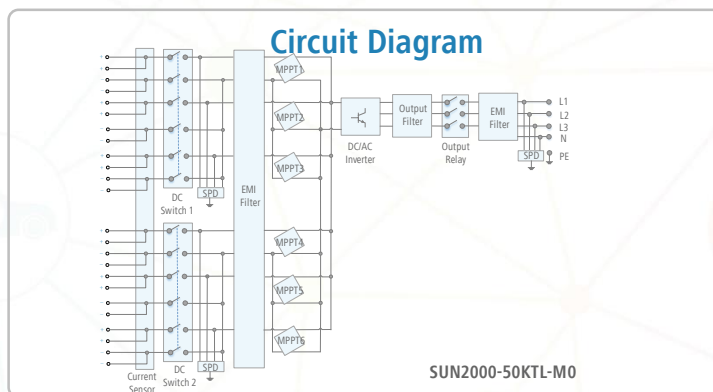 Circuit Diagram
MPPT1
MPPT2
MPPT3
MPPT4
MPPT5
MPPT6
EMI
Filter
DC
Switch 1
SPD
Current
Sensor
DC
Switch 2
SPD
DC/AC
Inverter
Output
Filter
Output
Relay
EMI
Filter
L1
L2
L3
N
PE
SPD
SUN2000-50KTL-M0